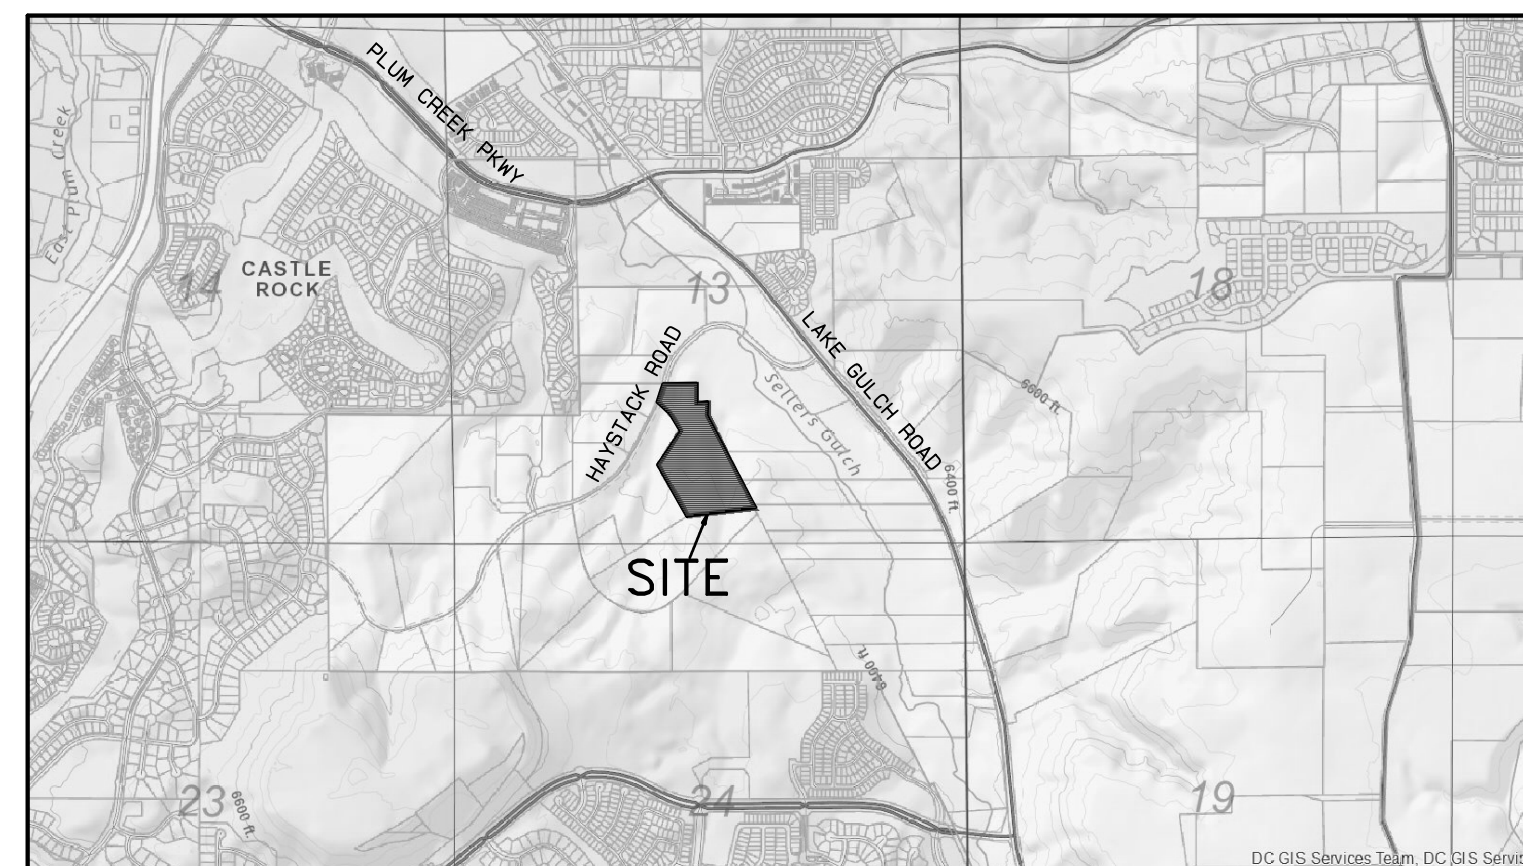 PLUM CREEK PKWY
East Plum Creek
14
CASTLE
ROCK
13
18
HAYSTACK ROAD
LAKE GULCH ROAD
Sellers Gulch
6600 ft.
6400 ft.
SITE
6400 ft.
23
6600 ft.
24
19
DC GIS Services Team, DC GIS Servi